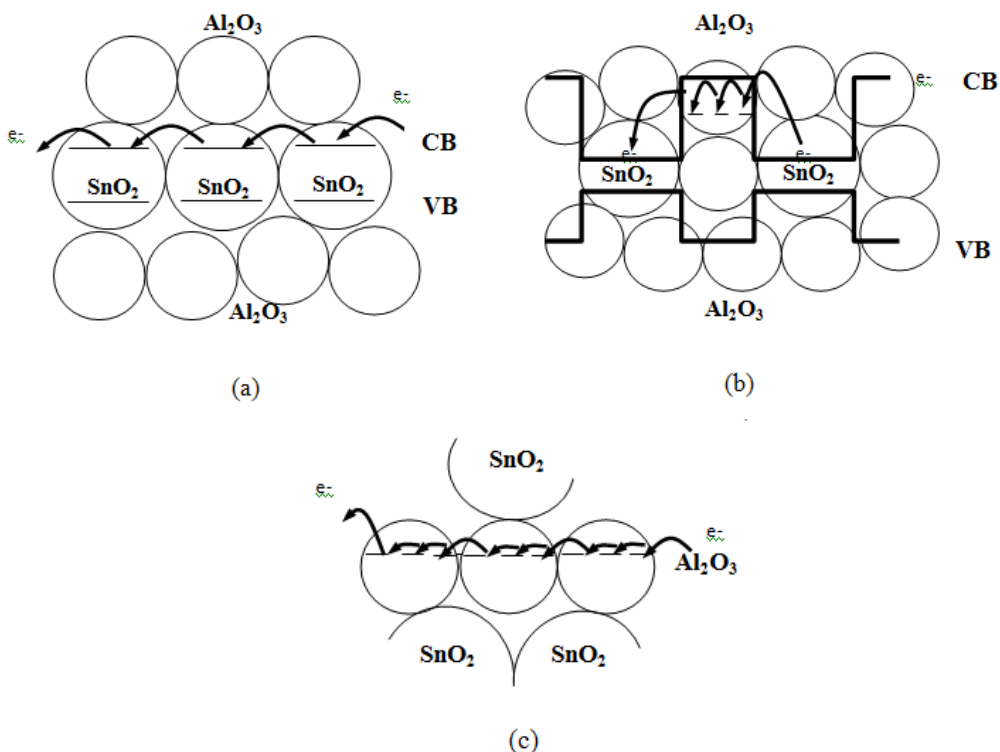 Al₂O₃
e-
e-
CB
SnO₂ SnO₂ SnO₂
VB
Al₂O₃
(a)
Al₂O₃
e-
CB
e- e-
SnO₂ SnO₂
VB
Al₂O₃
(b)
SnO₂
e-
e-
Al₂O₃
SnO₂ SnO₂
(c)